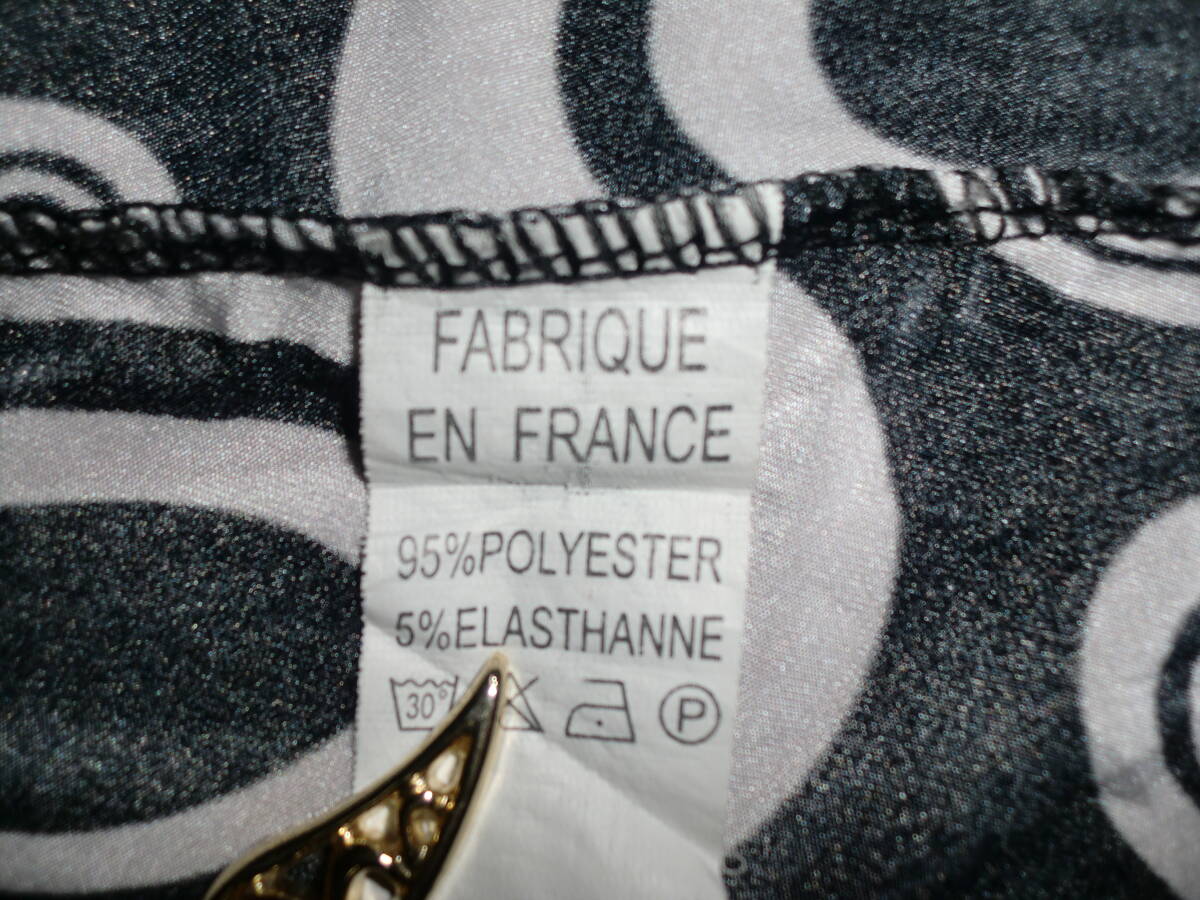 FABRIQUE
EN FRANCE
95%POLYESTER
5%ELASTHANNE
30° P